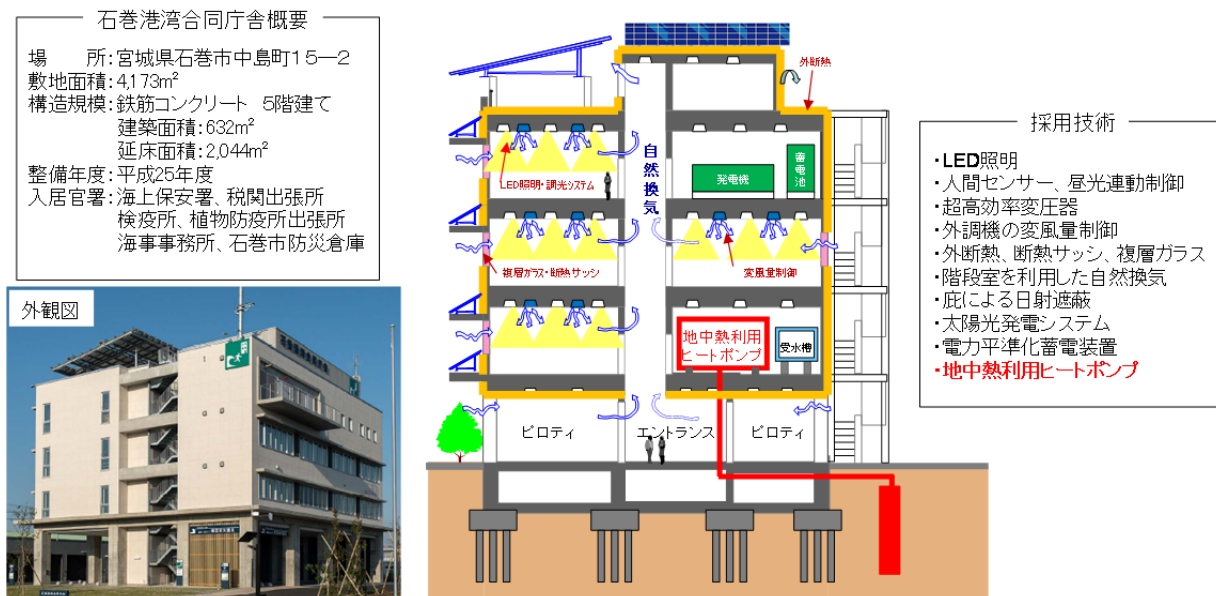 石巻港湾合同庁舎概要
場　　所:宮城県石巻市中島町15―2
敷地面積:4,173m²
構造規模:鉄筋コンクリート　5階建て
建築面積:632m²
延床面積:2,044m²
整備年度:平成25年度
入居官署:海上保安署、税関出張所
検疫所、植物防疫所出張所
海事事務所、石巻市防災倉庫
外観図
外断熱
自然換気
LED照明・調光システム
発電機
蓄電池
複層ガラス・断熱サッシ
変風量制御
地中熱利用
ヒートポンプ
受水槽
ピロティ
エントランス
ピロティ
採用技術
・LED照明
・人間センサー、昼光連動制御
・超高効率変圧器
・外調機の変風量制御
・外断熱、断熱サッシ、複層ガラス
・階段室を利用した自然換気
・庇による日射遮蔽
・太陽光発電システム
・電力平準化蓄電装置
・地中熱利用ヒートポンプ